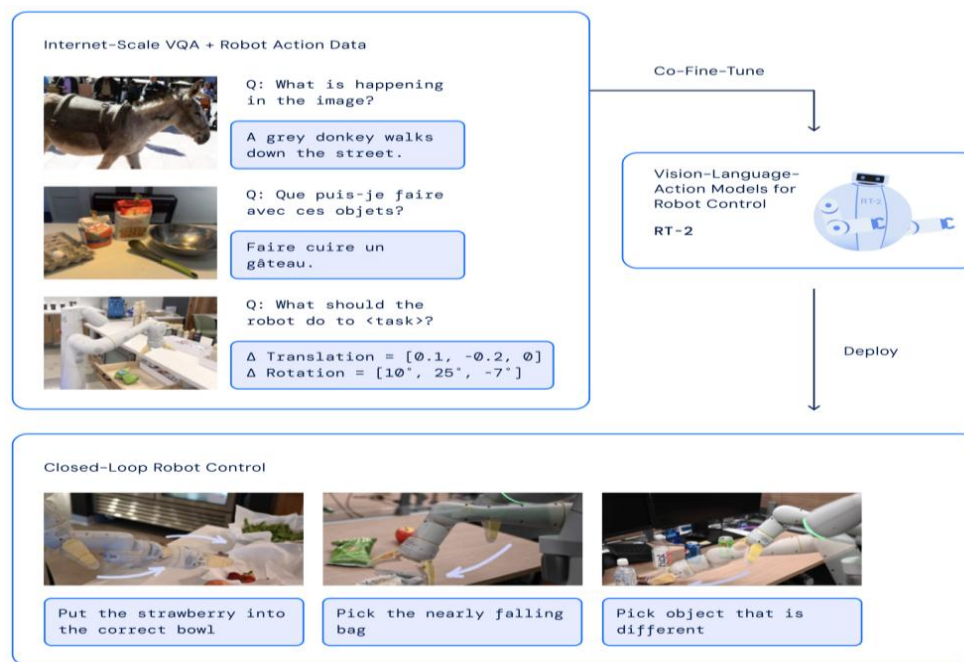 Internet-Scale VQA + Robot Action Data
Q: What is happening
in the image?
A grey donkey walks
down the street.
Q: Que puis-je faire
avec ces objets?
Faire cuire un
gâteau.
Q: What should the
robot do to <task>?
Δ Translation = [0.1, -0.2, 0]
Δ Rotation = [10°, 25°, -7°]
Co-Fine-Tune
Vision-Language-
Action Models for
Robot Control
RT-2
RT-2
Deploy
Closed-Loop Robot Control
Put the strawberry into
the correct bowl
Pick the nearly falling
bag
Pick object that is
different